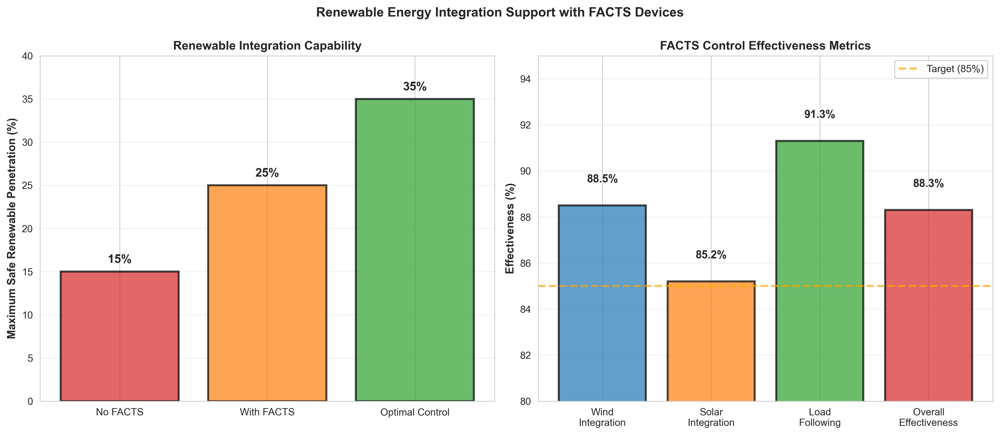 Renewable Energy Integration Support with FACTS Devices
Renewable Integration Capability
Maximum Safe Renewable Penetration (%)
40
35
30
25
20
15
10
5
0
15%
25%
35%
No FACTS
With FACTS
Optimal Control
FACTS Control Effectiveness Metrics
Target (85%)
Effectiveness (%)
94
92
90
88
86
84
82
80
88.5%
85.2%
91.3%
88.3%
Wind
Integration
Solar
Integration
Load
Following
Overall
Effectiveness